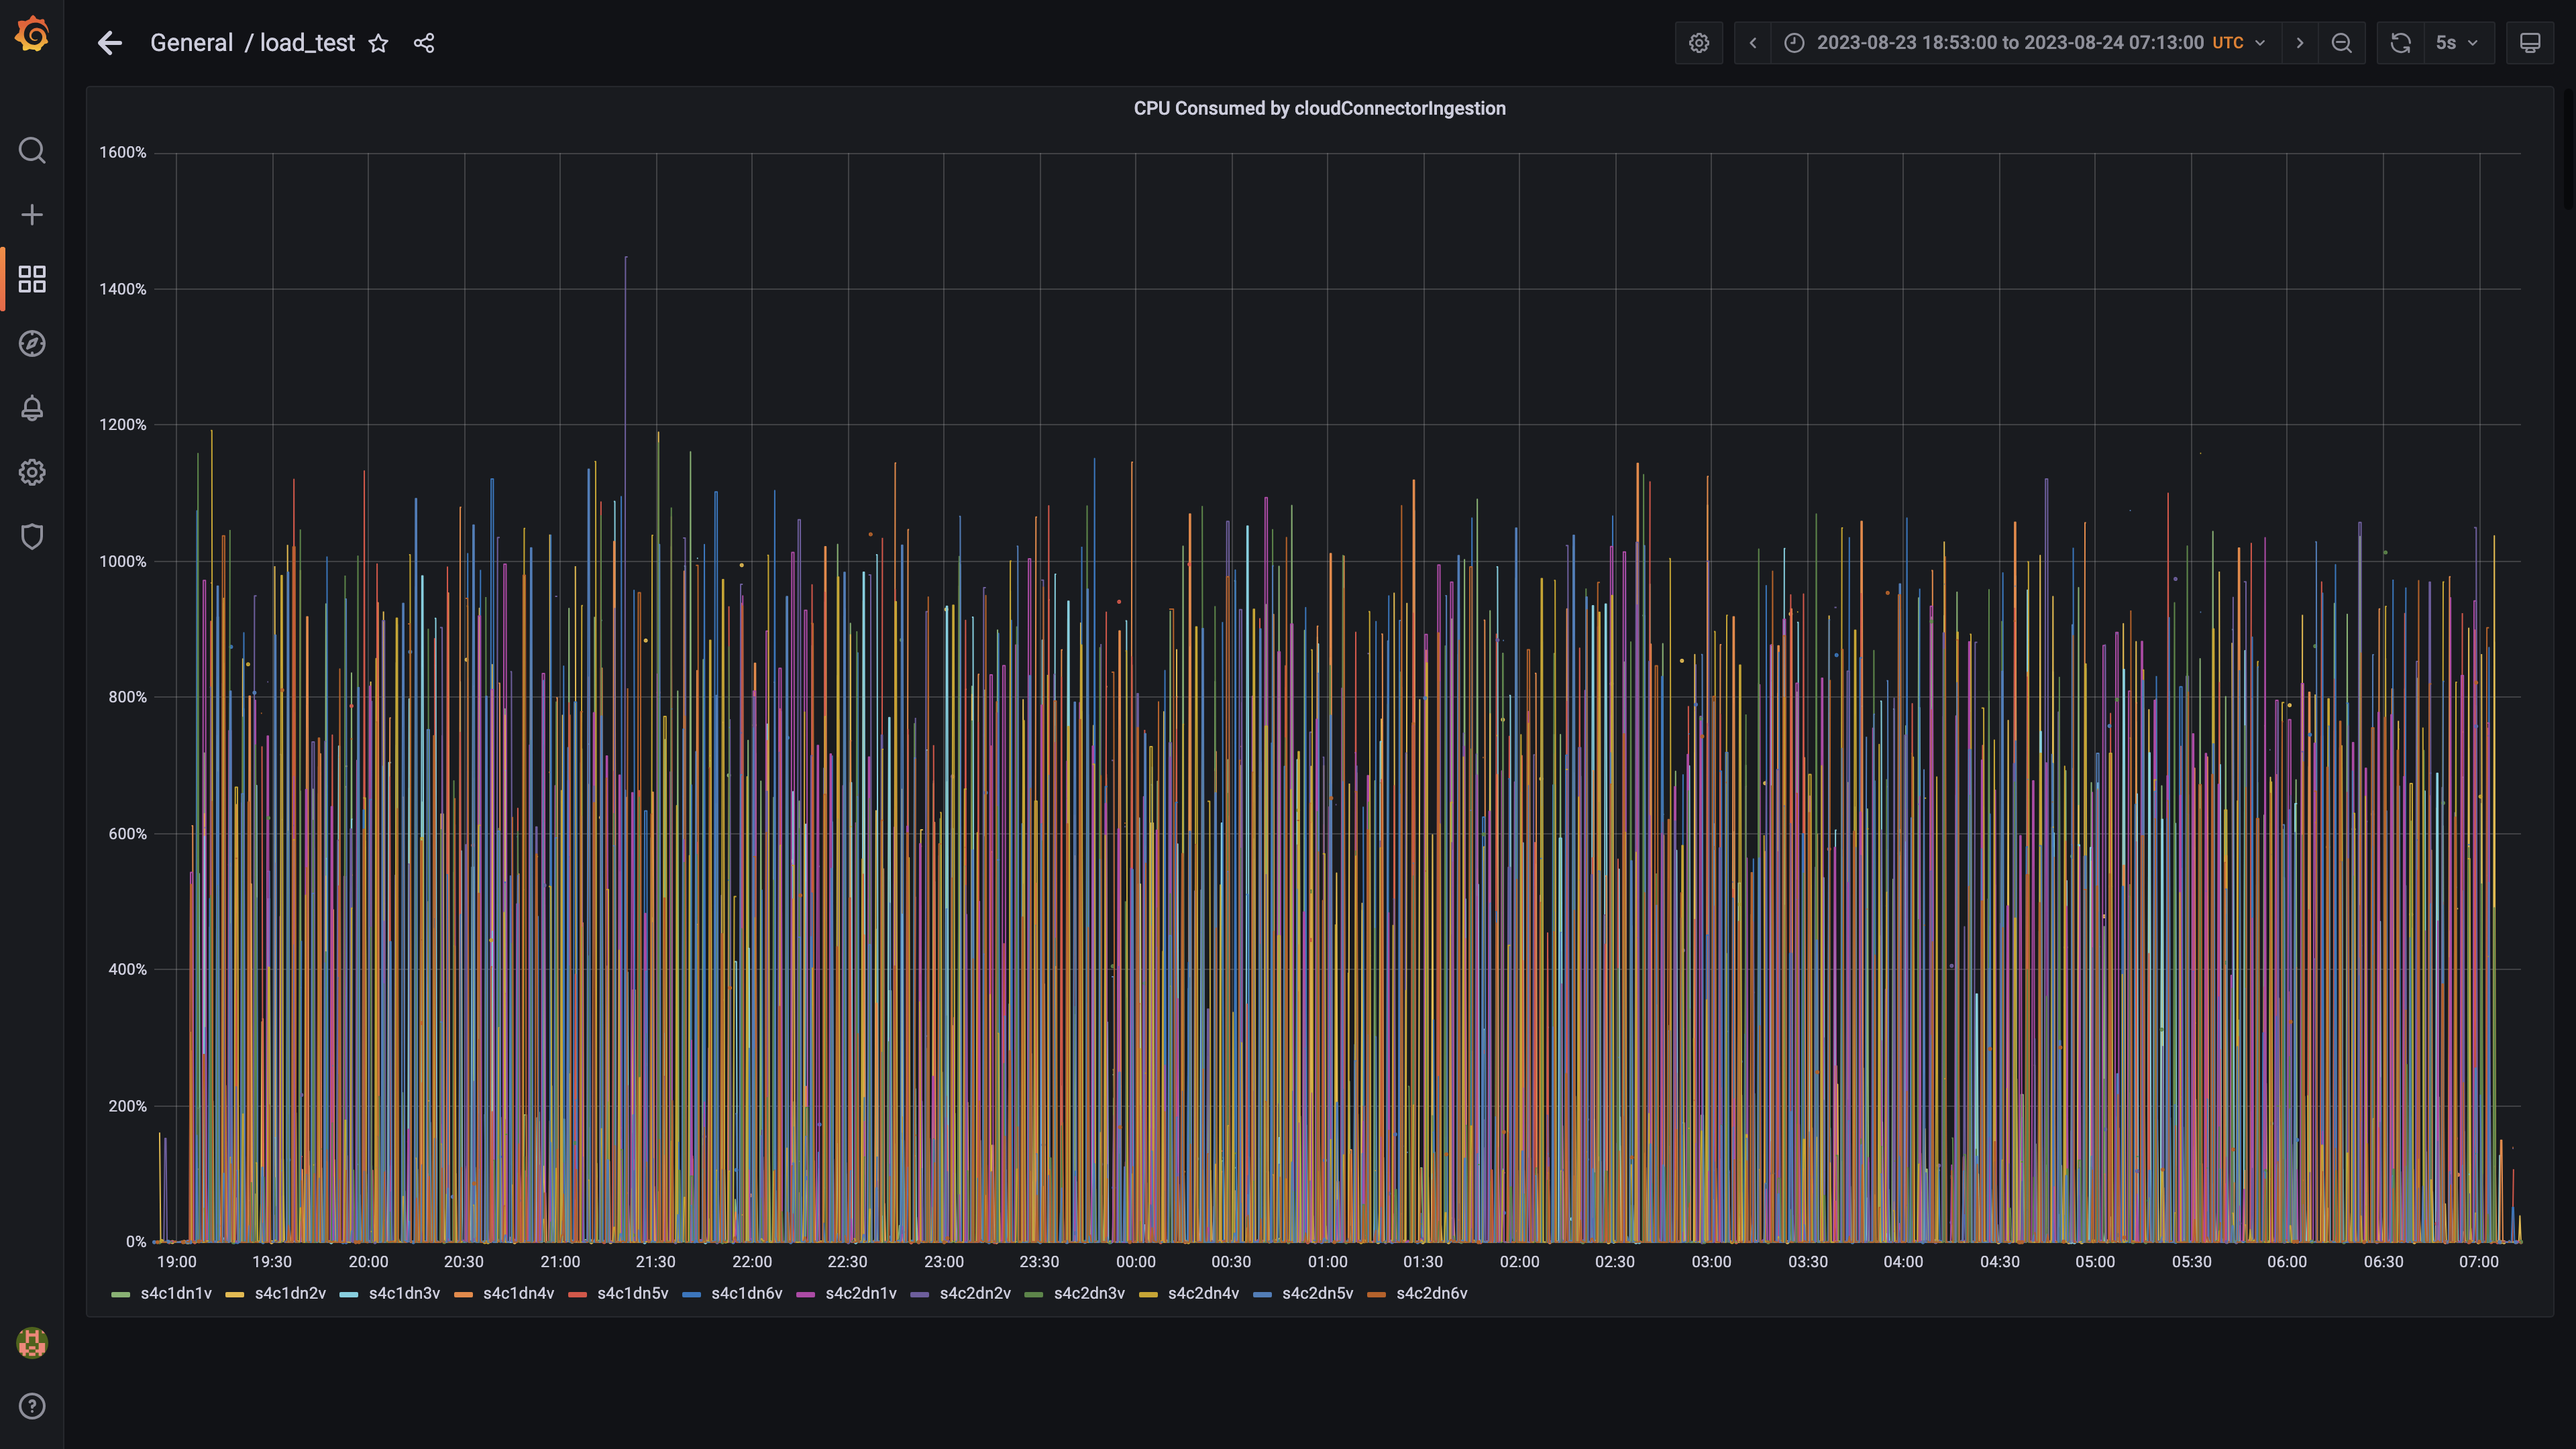 General / load_test
2023-08-23 18:53:00 to 2023-08-24 07:13:00 UTC
5s
CPU Consumed by cloudConnectorIngestion
1600%
1400%
1200%
1000%
800%
600%
400%
200%
0%
19:00 19:30 20:00 20:30 21:00 21:30 22:00 22:30 23:00 23:30 00:00 00:30 01:00 01:30 02:00 02:30 03:00 03:30 04:00 04:30 05:00 05:30 06:00 06:30 07:00
s4c1dn1v s4c1dn2v s4c1dn3v s4c1dn4v s4c1dn5v s4c1dn6v s4c2dn1v s4c2dn2v s4c2dn3v s4c2dn4v s4c2dn5v s4c2dn6v